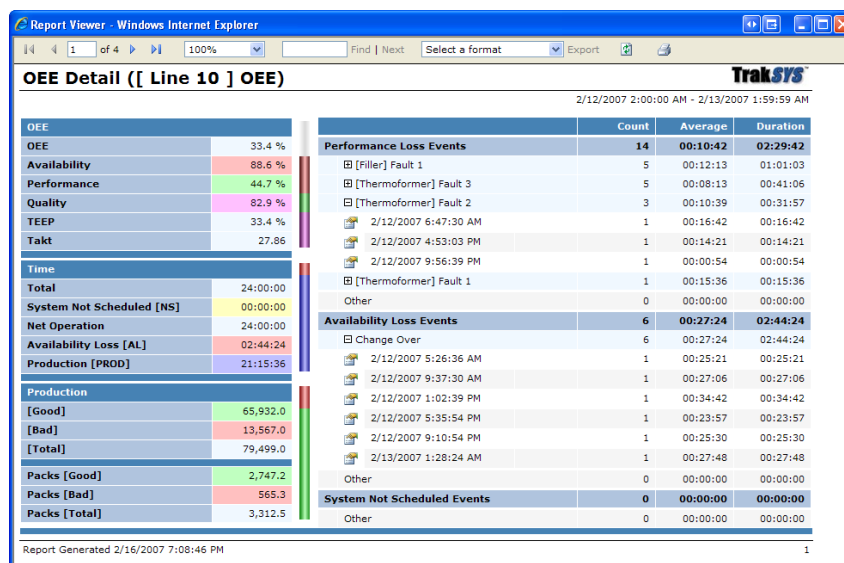 Report Viewer - Windows Internet Explorer
1 of 4 100% Find | Next Select a format Export
OEE Detail ([ Line 10 ] OEE)
TrakSYS
2/12/2007 2:00:00 AM - 2/13/2007 1:59:59 AM
OEE
OEE 33.4 %
Availability 88.6 %
Performance 44.7 %
Quality 82.9 %
TEEP 33.4 %
Takt 27.86
Time
Total 24:00:00
System Not Scheduled [NS] 00:00:00
Net Operation 24:00:00
Availability Loss [AL] 02:44:24
Production [PROD] 21:15:36
Production
[Good] 65,932.0
[Bad] 13,567.0
[Total] 79,499.0
Packs [Good] 2,747.2
Packs [Bad] 565.3
Packs [Total] 3,312.5
Count Average Duration
Performance Loss Events 14 00:10:42 02:29:42
[Filler] Fault 1 5 00:12:13 01:01:03
[Thermoformer] Fault 3 5 00:08:13 00:41:06
[Thermoformer] Fault 2 3 00:10:39 00:31:57
2/12/2007 6:47:30 AM 1 00:16:42 00:16:42
2/12/2007 4:53:03 PM 1 00:14:21 00:14:21
2/12/2007 9:56:39 PM 1 00:00:54 00:00:54
[Thermoformer] Fault 1 1 00:15:36 00:15:36
Other 0 00:00:00 00:00:00
Availability Loss Events 6 00:27:24 02:44:24
Change Over 6 00:27:24 02:44:24
2/12/2007 5:26:36 AM 1 00:25:21 00:25:21
2/12/2007 9:37:30 AM 1 00:27:06 00:27:06
2/12/2007 1:02:39 PM 1 00:34:42 00:34:42
2/12/2007 5:35:54 PM 1 00:23:57 00:23:57
2/12/2007 9:10:54 PM 1 00:25:30 00:25:30
2/13/2007 1:28:24 AM 1 00:27:48 00:27:48
Other 0 00:00:00 00:00:00
System Not Scheduled Events 0 00:00:00 00:00:00
Other 0 00:00:00 00:00:00
Report Generated 2/16/2007 7:08:46 PM 1